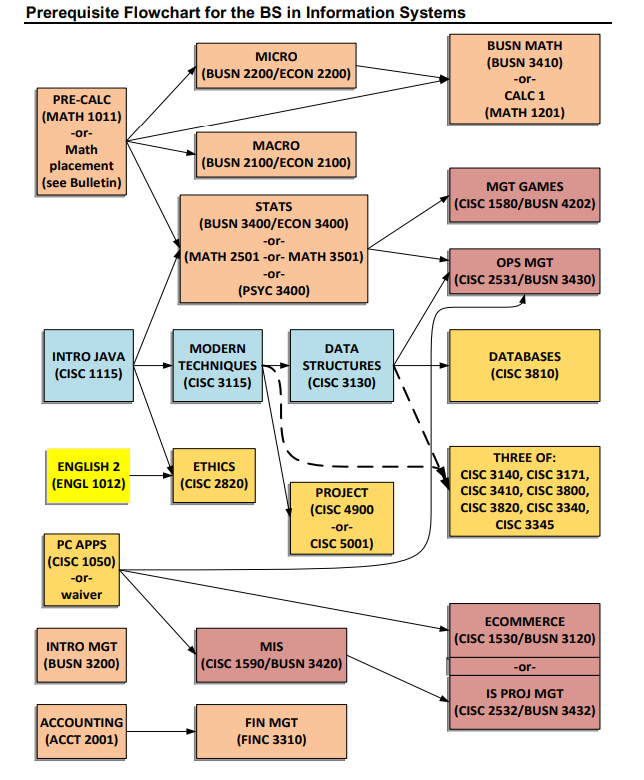 Prerequisite Flowchart for the BS in Information Systems
MICRO
(BUSN 2200/ECON 2200)
BUSN MATH
(BUSN 3410)
-or-
CALC 1
(MATH 1201)
PRE-CALC
(MATH 1011)
-or-
Math
placement
(see Bulletin)
MACRO
(BUSN 2100/ECON 2100)
STATS
(BUSN 3400/ECON 3400)
-or-
(MATH 2501 -or- MATH 3501)
-or-
(PSYC 3400)
MGT GAMES
(CISC 1580/BUSN 4202)
OPS MGT
(CISC 2531/BUSN 3430)
INTRO JAVA
(CISC 1115)
MODERN
TECHNIQUES
(CISC 3115)
DATA
STRUCTURES
(CISC 3130)
DATABASES
(CISC 3810)
ENGLISH 2
(ENGL 1012)
ETHICS
(CISC 2820)
PROJECT
(CISC 4900
-or-
CISC 5001)
THREE OF:
CISC 3140, CISC 3171,
CISC 3410, CISC 3800,
CISC 3820, CISC 3340,
CISC 3345
PC APPS
(CISC 1050)
-or-
waiver
ECOMMERCE
(CISC 1530/BUSN 3120)
-or-
IS PROJ MGT
(CISC 2532/BUSN 3432)
INTRO MGT
(BUSN 3200)
MIS
(CISC 1590/BUSN 3420)
ACCOUNTING
(ACCT 2001)
FIN MGT
(FINC 3310)